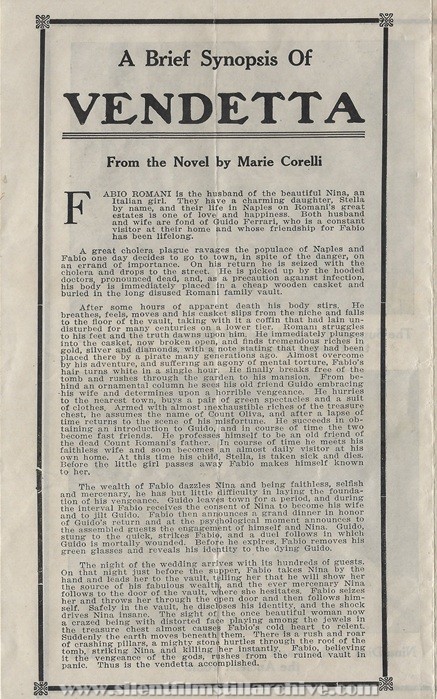 A Brief Synopsis Of
VENDETTA
From the Novel by Marie Corelli
FABIO ROMANI is the husband of the beautiful Nina, an
Italian girl. They have a charming daughter, Stella
by name, and their life in Naples on Romani's great
estates is one of love and happiness. Both husband
and wife are fond of Guido Ferrari, who is a constant
visitor at their home and whose friendship for Fabio
has been lifelong.
A great cholera plague ravages the populace of Naples and
Fabio one day decides to go to town, in spite of the danger, on
an errand of importance. On his return he is seized with the
cholera and drops to the street. He is picked up by the hooded
doctors, pronounced dead, and, as a precaution against infection,
his body is immediately placed in a cheap wooden casket and
buried in the long disused Romani family vault.
After some hours of apparent death his body stirs. He
breathes, feels, moves and his casket slips from the niche and falls
to the floor of the vault, taking with it a coffin that had lain un-
disturbed for many centuries on a lower tier. Romani struggles
to his feet and the truth dawns upon him. He immediately plunges
into the casket, now broken open, and finds tremendous riches in
gold, silver and diamonds, with a note stating that they had been
placed there by a pirate many generations ago. Almost overcome
by his adventure, and suffering an agony of mental torture, Fabio's
hair turns white in a single hour. He finally breaks free of the
tomb and rushes through the garden to his mansion. From be-
hind an ornamental column he sees his old friend Guido embracing
his wife and determines upon a horrible vengeance. He hurries
to the nearest town, buys a pair of green spectacles and a suit
of clothes. Armed with almost inexhaustible riches of the treasure
chest, he assumes the name of Count Oliva, and after a lapse of
time returns to the scene of his misfortune. He succeeds in ob-
taining an introduction to Guido, and in course of time the two
become fast friends. He professes himself to be an old friend of
the dead Count Romani's father. In course of time he meets his
faithless wife and soon becomes an almost daily visitor at his
own home. At this time his child, Stella, is taken sick and dies.
Before the little girl passes away Fabio makes himself known
to her.
The wealth of Fabio dazzles Nina and being faithless, selfish
and mercenary, he has but little difficulty in laying the founda-
tion of his vengeance. Guido leaves town for a period, and during
the interval Fabio receives the consent of Nina to become his wife
and to jilt Guido. Fabio then announces a grand dinner in honor
of Guido's return and at the psychological moment announces to
the assembled guests the engagement of himself and Nina. Guido,
stung to the quick, strikes Fabio, and a duel follows in which
Guido is mortally wounded. Before he expires, Fabio removes his
green glasses and reveals his identity to the dying Guido.
The night of the wedding arrives with its hundreds of guests.
On that night just before the supper, Fabio takes Nina by the
hand and leads her to the vault, telling her that he will show her
the source of his fabulous wealth, and the ever mercenary Nina
follows to the door of the vault, where she hesitates. Fabio seizes
her and throws her through the open door and then follows him-
self. Safely in the vault, he discloses his identity, and the shock
drives Nina insane. The sight of the once beautiful woman now
a crazed being with distorted face playing among the jewels in
the treasure chest almost causes Fabio's cold heart to relent.
Suddenly the earth moves beneath them. There is a rush and roar
of crashing pillars, a mighty stone hurtles through the roof of the
tomb, striking Nina and killing her instantly. Fabio, believing
it the vengeance of the gods, rushes from the ruined vault in
panic. Thus is the vendetta accomplished.
www.silentfilmstillarchive.com